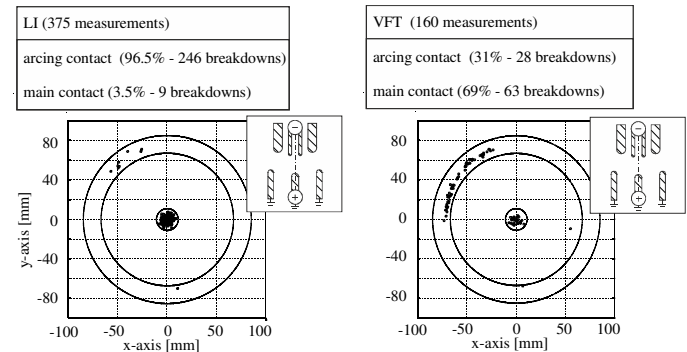 LI (375 measurements)
arcing contact (96.5% - 246 breakdowns)
main contact (3.5% - 9 breakdowns)
80
40
0
-40
-80
y-axis [mm]
-100
-50
0
50
100
x-axis [mm]
−
+
VFT (160 measurements)
arcing contact (31% - 28 breakdowns)
main contact (69% - 63 breakdowns)
80
40
0
-40
-80
-100
-50
0
50
100
x-axis [mm]
−
+